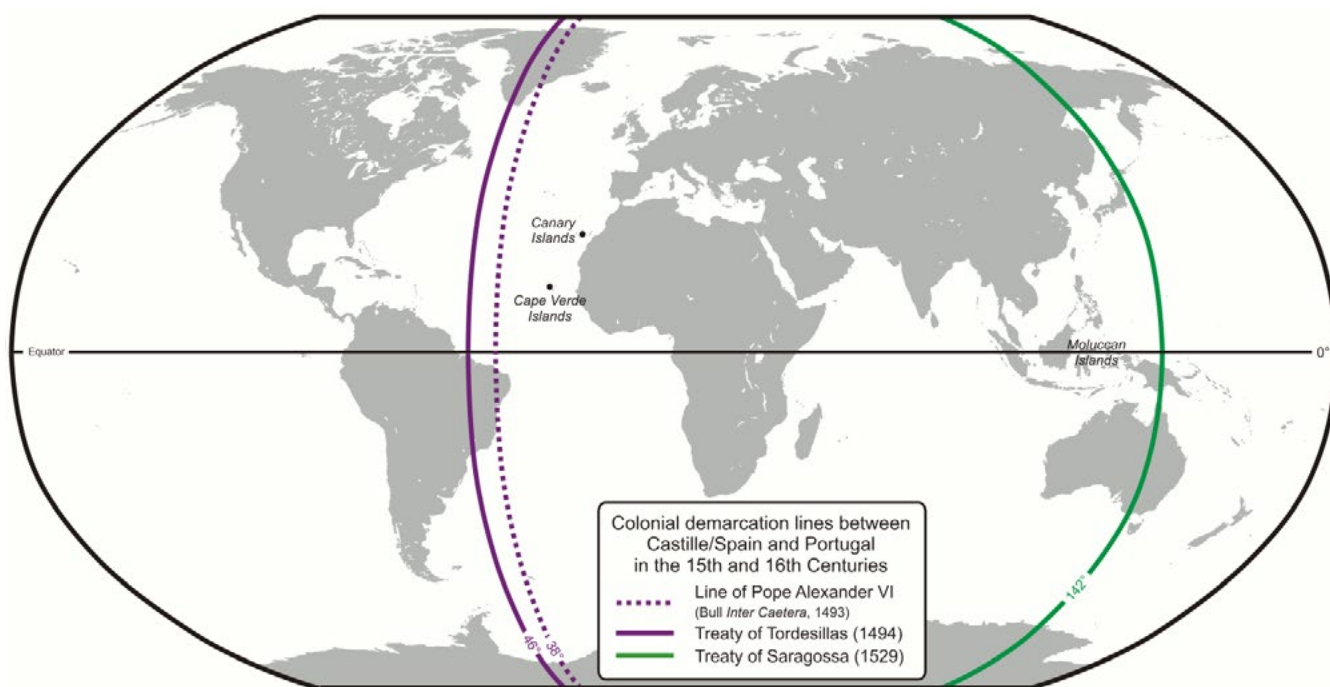 Canary
Islands
Cape Verde
Islands
Equator
Moluccan
Islands
0°
Colonial demarcation lines between
Castille/Spain and Portugal
in the 15th and 16th Centuries
Line of Pope Alexander VI
(Bull Inter Caetera, 1493)
Treaty of Tordesillas (1494)
Treaty of Saragossa (1529)
142°
46°
38°